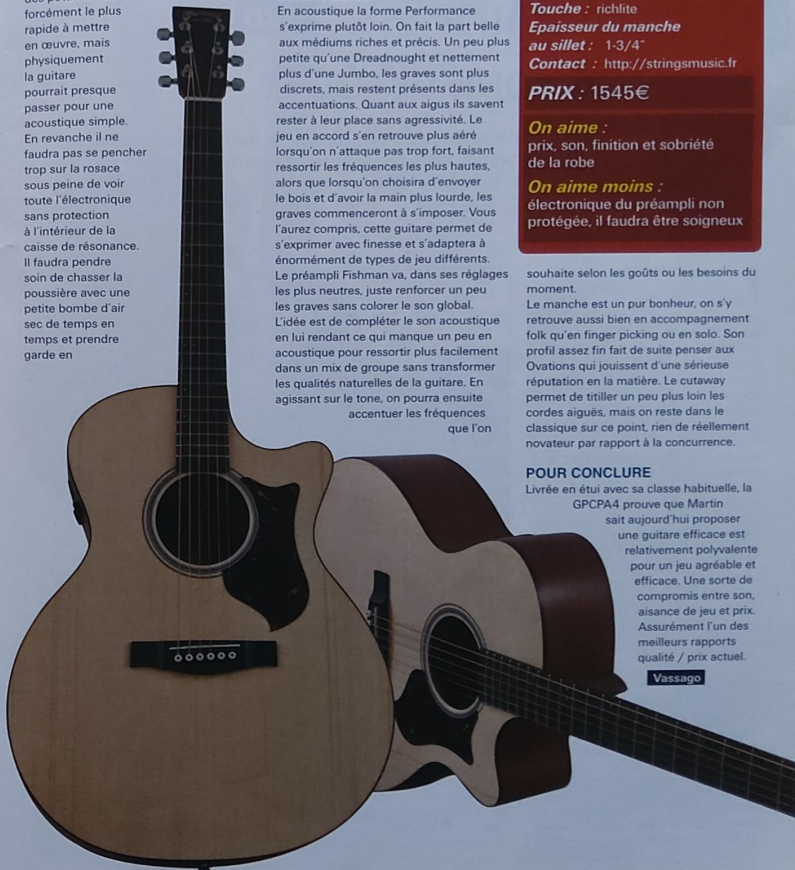 forcément le plus
rapide à mettre
en œuvre, mais
physiquement
la guitare
pourrait presque
passer pour une
acoustique simple.
En revanche il ne
faudra pas se pencher
trop sur la rosace
sous peine de voir
toute l'électronique
sans protection
à l'intérieur de la
caisse de résonance.
Il faudra pendre
soin de chasser la
poussière avec une
petite bombe d'air
sec de temps en
temps et prendre
garde en
En acoustique la forme Performance
s'exprime plutôt loin. On fait la part belle
aux médiums riches et précis. Un peu plus
petite qu'une Dreadnought et nettement
plus d'une Jumbo, les graves sont plus
discrets, mais restent présents dans les
accentuations. Quant aux aigus ils savent
rester à leur place sans agressivité. Le
jeu en accord s'en retrouve plus aéré
lorsqu'on n'attaque pas trop fort, faisant
ressortir les fréquences les plus hautes,
alors que lorsqu'on choisira d'envoyer
le bois et d'avoir la main plus lourde, les
graves commenceront à s'imposer. Vous
l'aurez compris, cette guitare permet de
s'exprimer avec finesse et s'adaptera à
énormément de types de jeu différents.
Le préampli Fishman va, dans ses réglages
les plus neutres, juste renforcer un peu
les graves sans colorer le son global.
L'idée est de compléter le son acoustique
en lui rendant ce qui manque un peu en
acoustique pour ressortir plus facilement
dans un mix de groupe sans transformer
les qualités naturelles de la guitare. En
agissant sur le tone, on pourra ensuite
accentuer les fréquences
que l'on
Touche : richlite
Epaisseur du manche
au sillet : 1-3/4"
Contact : http://stringsmusic.fr
PRIX : 1545€
On aime :
prix, son, finition et sobriété
de la robe
On aime moins :
électronique du préampli non
protégée, il faudra être soigneux
souhaite selon les goûts ou les besoins du
moment.
Le manche est un pur bonheur, on s'y
retrouve aussi bien en accompagnement
folk qu'en finger picking ou en solo. Son
profil assez fin fait de suite penser aux
Ovations qui jouissent d'une sérieuse
réputation en la matière. Le cutaway
permet de titiller un peu plus loin les
cordes aiguës, mais on reste dans le
classique sur ce point, rien de réellement
novateur par rapport à la concurrence.
POUR CONCLURE
Livrée en étui avec sa classe habituelle, la
GPCPA4 prouve que Martin
sait aujourd'hui proposer
une guitare efficace est
relativement polyvalente
pour un jeu agréable et
efficace. Une sorte de
compromis entre son,
aisance de jeu et prix.
Assurément l'un des
meilleurs rapports
qualité / prix actuel.
Vassago